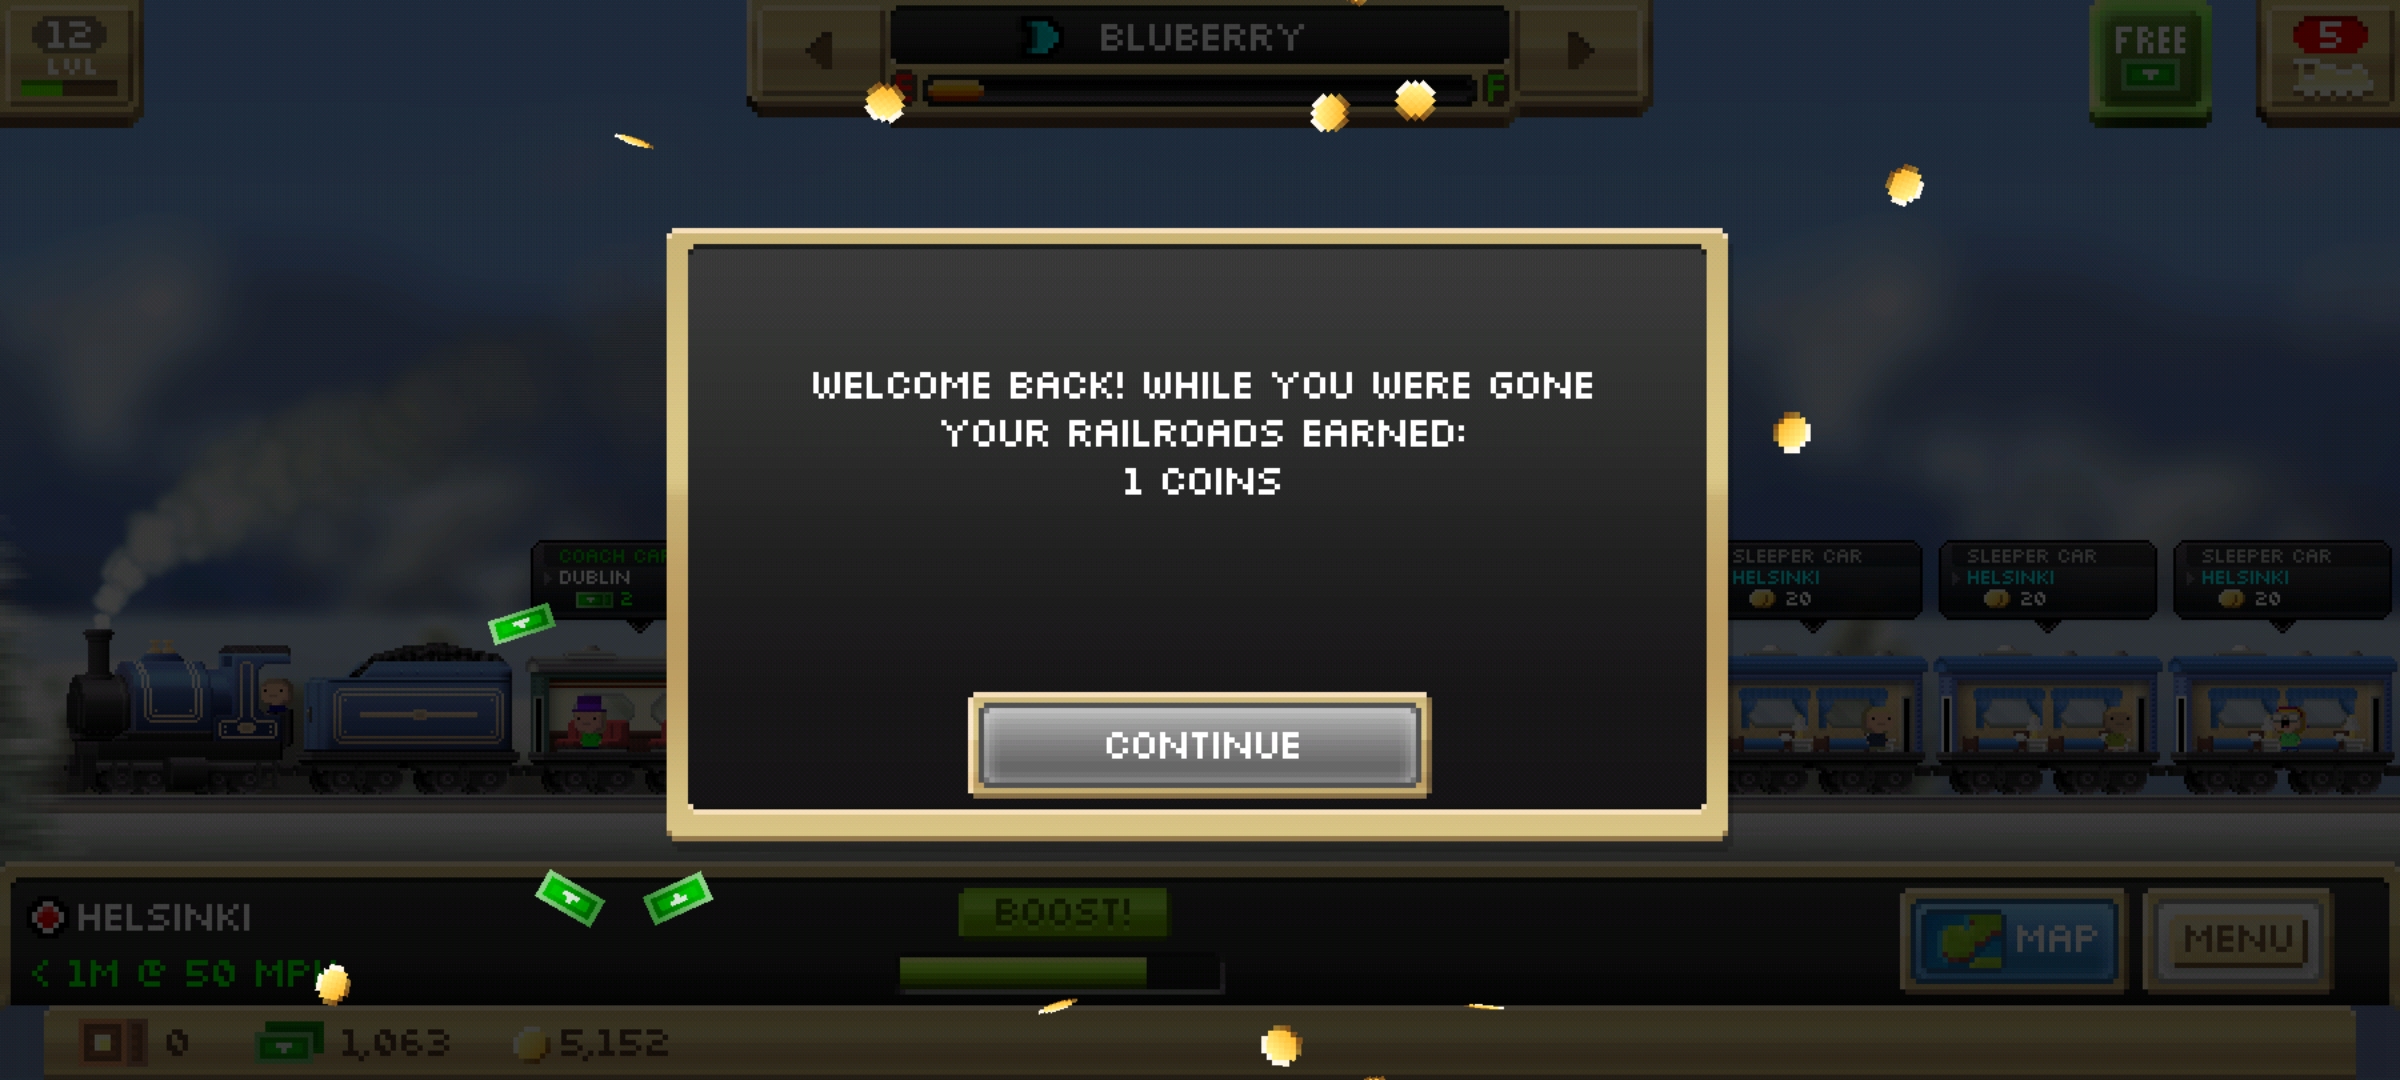 12
LVL
BLUBERRY
F
FREE
5
WELCOME BACK! WHILE YOU WERE GONE
YOUR RAILROADS EARNED:
1 COINS
CONTINUE
COACH CAR
DUBLIN
2
SLEEPER CAR
HELSINKI
20
SLEEPER CAR
HELSINKI
20
SLEEPER CAR
HELSINKI
20
HELSINKI
< 1M @ 50 MPH
BOOST!
MAP
MENU
0
1,063
5,152